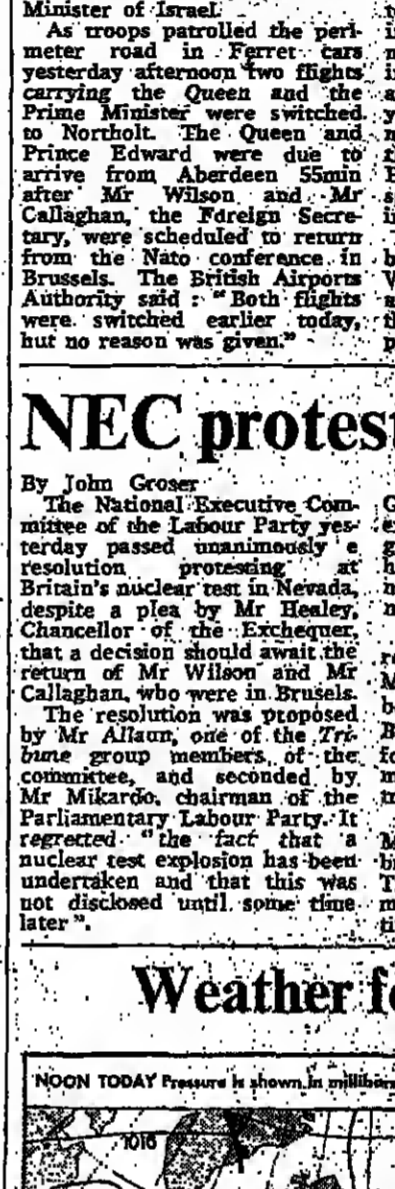 Minister of Israel.
As troops patrolled the peri-
meter road in Ferret cars
yesterday afternoon two flights
carrying the Queen and the
Prime Minister were switched
to Northolt. The Queen and
Prince Edward were due to
arrive from Aberdeen 55min
after Mr Wilson and Mr
Callaghan, the Foreign Secre-
tary, were scheduled to return
from the Nato conference in
Brussels. The British Airports
Authority said : "Both flights
were switched earlier today,
but no reason was given."
NEC protest
By John Groser
The National Executive Com-
mittee of the Labour Party yes-
terday passed unanimously a
resolution protesting at
Britain's nuclear test in Nevada,
despite a plea by Mr Healey,
Chancellor of the Exchequer,
that a decision should await the
return of Mr Wilson and Mr
Callaghan, who were in Brusels.
The resolution was proposed
by Mr Allaun, one of the Tri-
bune group members of the
committee, and seconded by
Mr Mikardo, chairman of the
Parliamentary Labour Party. It
regretted "the fact that a
nuclear test explosion has been
undertaken and that this was
not disclosed until some time
later".
Weather
NOON TODAY Pressure is shown in
1016